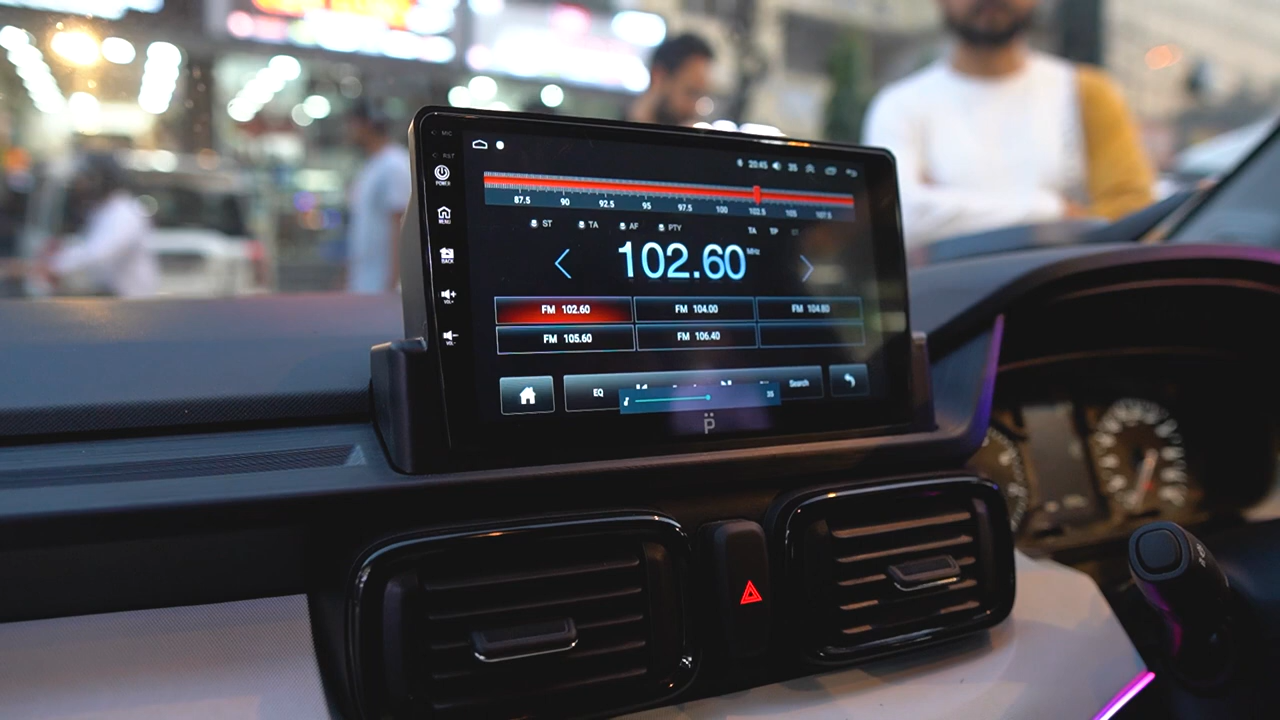 MIC
RST
POWER
MENU
BACK
VOL+
VOL-
20:45 35
87.5 90 92.5 95 97.5 100 102.5 105 107.5
ST TA AF PTY TA TP ST
102.60 MHz
FM 102.60 FM 104.00 FM 104.80
FM 105.60 FM 106.40
EQ Search
35
p̈